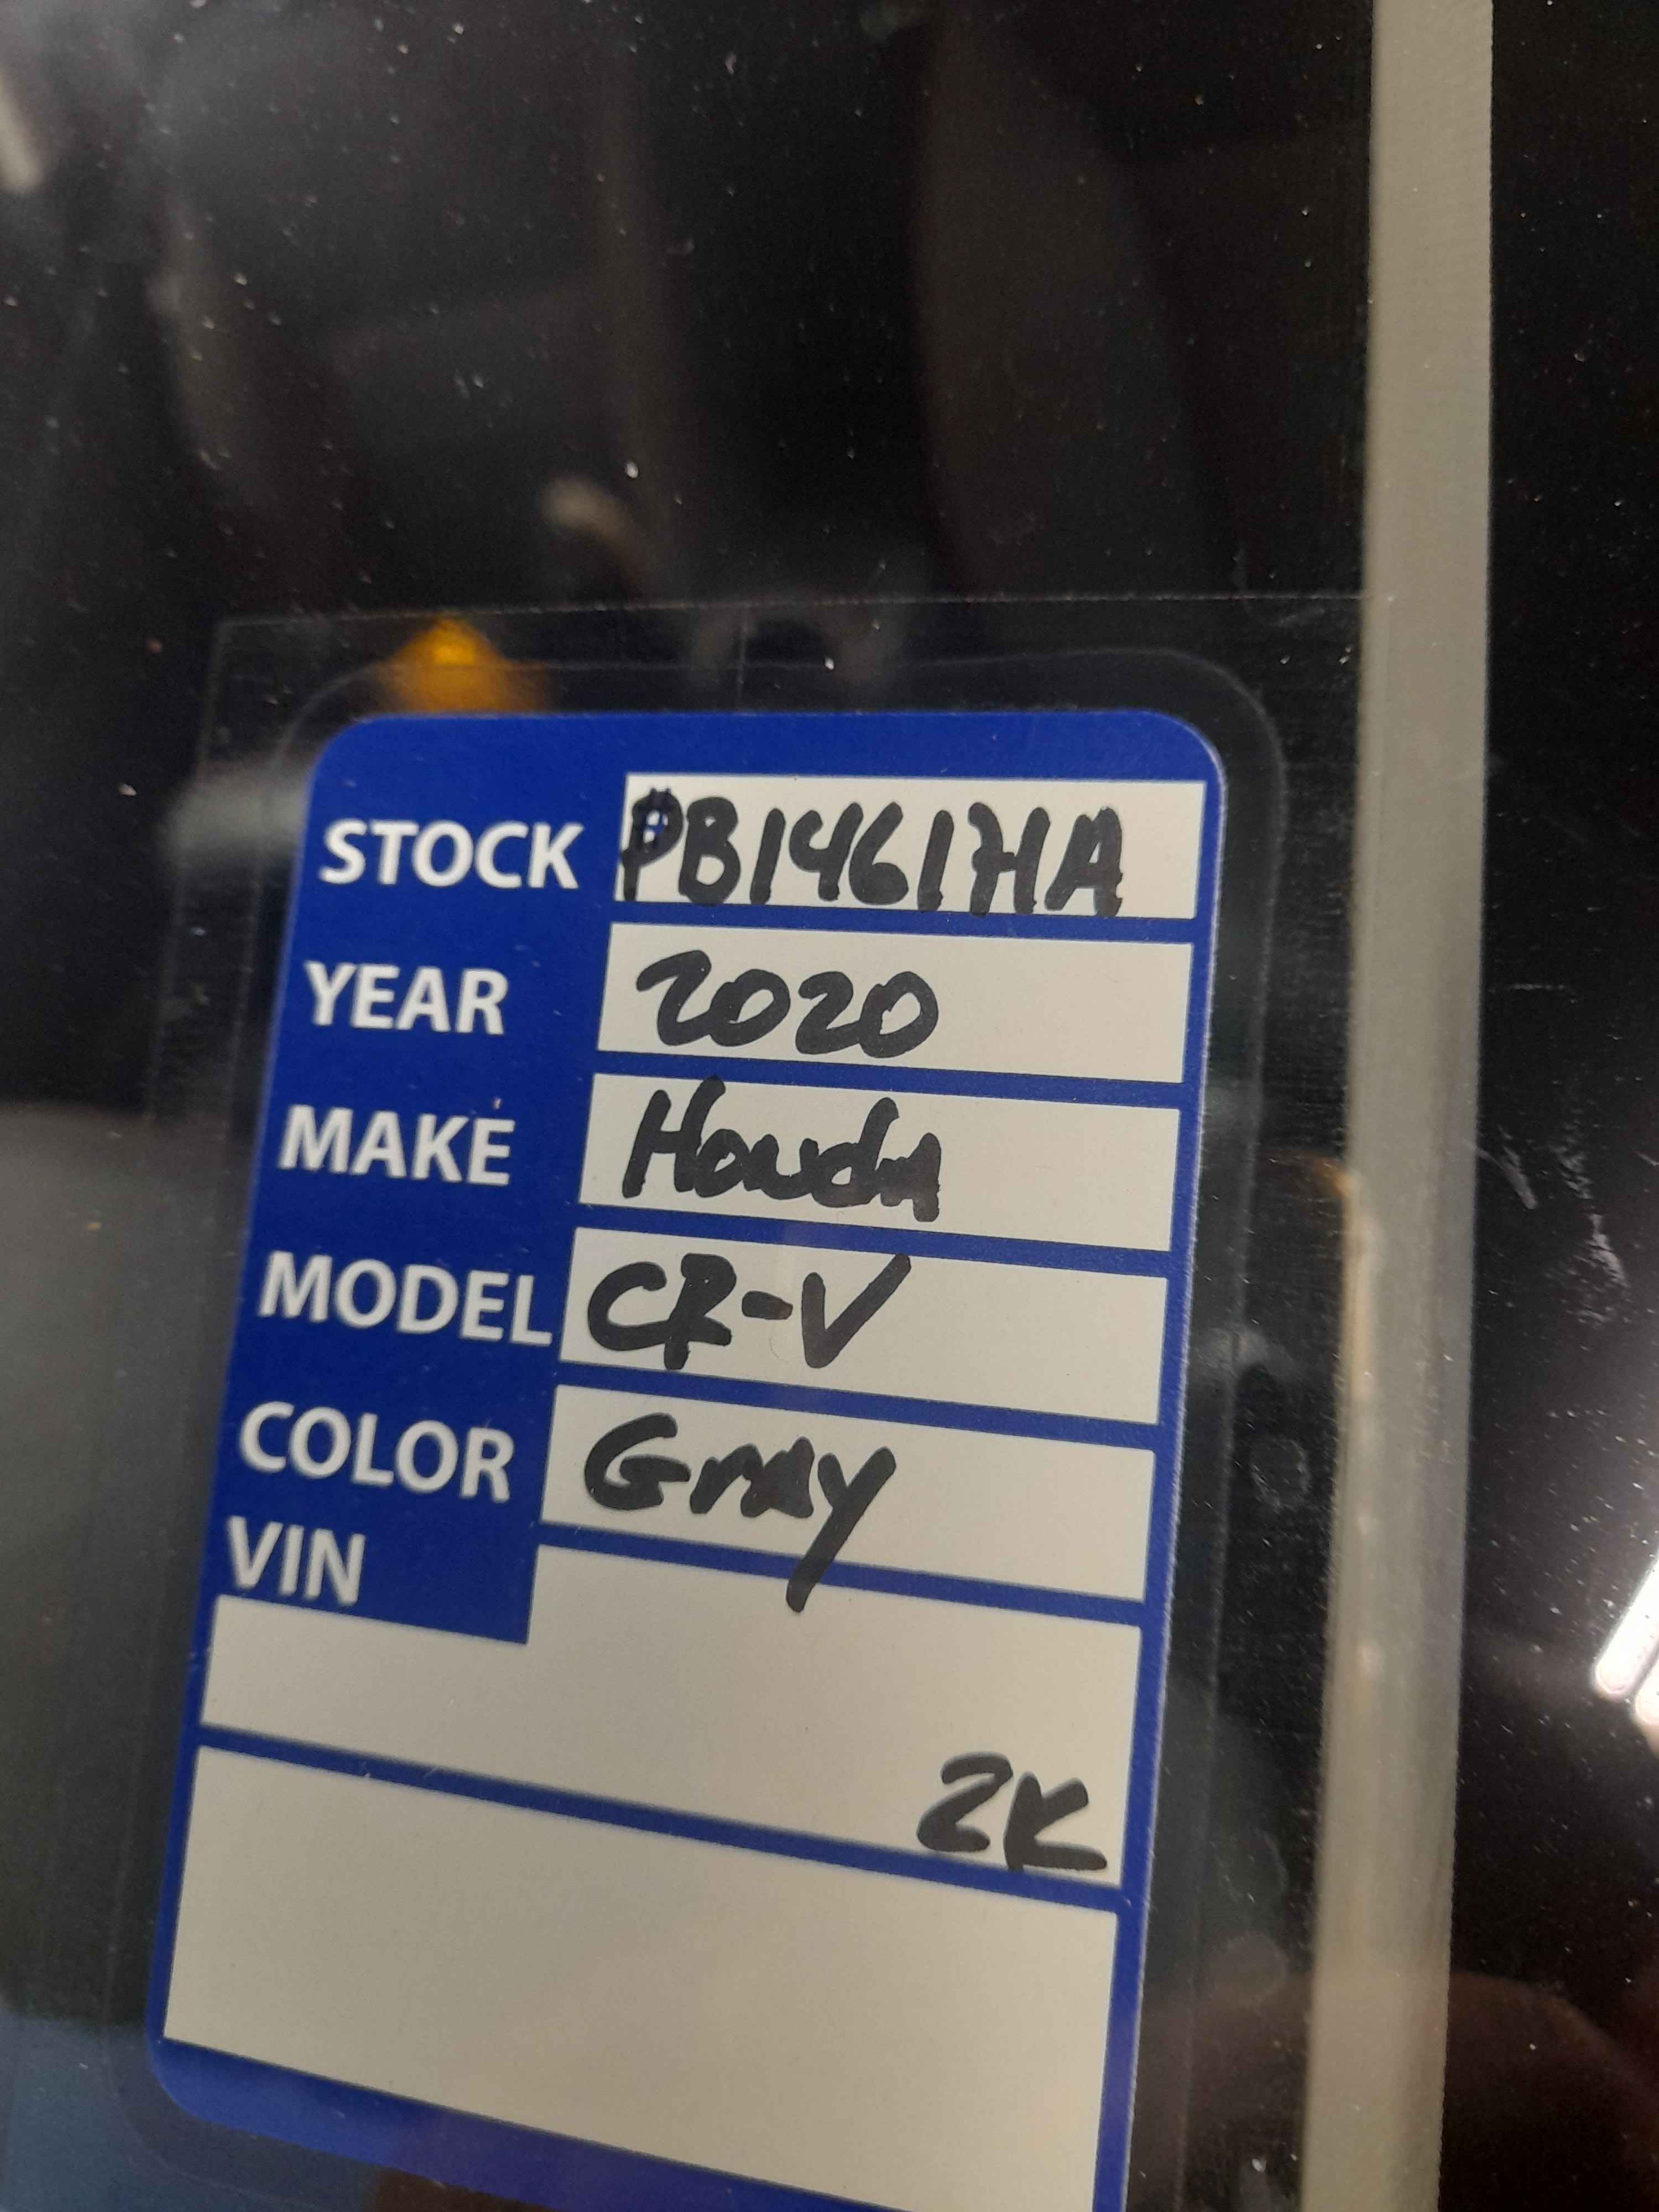 STOCK PB14617HA
YEAR 2020
MAKE Honda
MODEL CR-V
COLOR Gray
VIN
2K